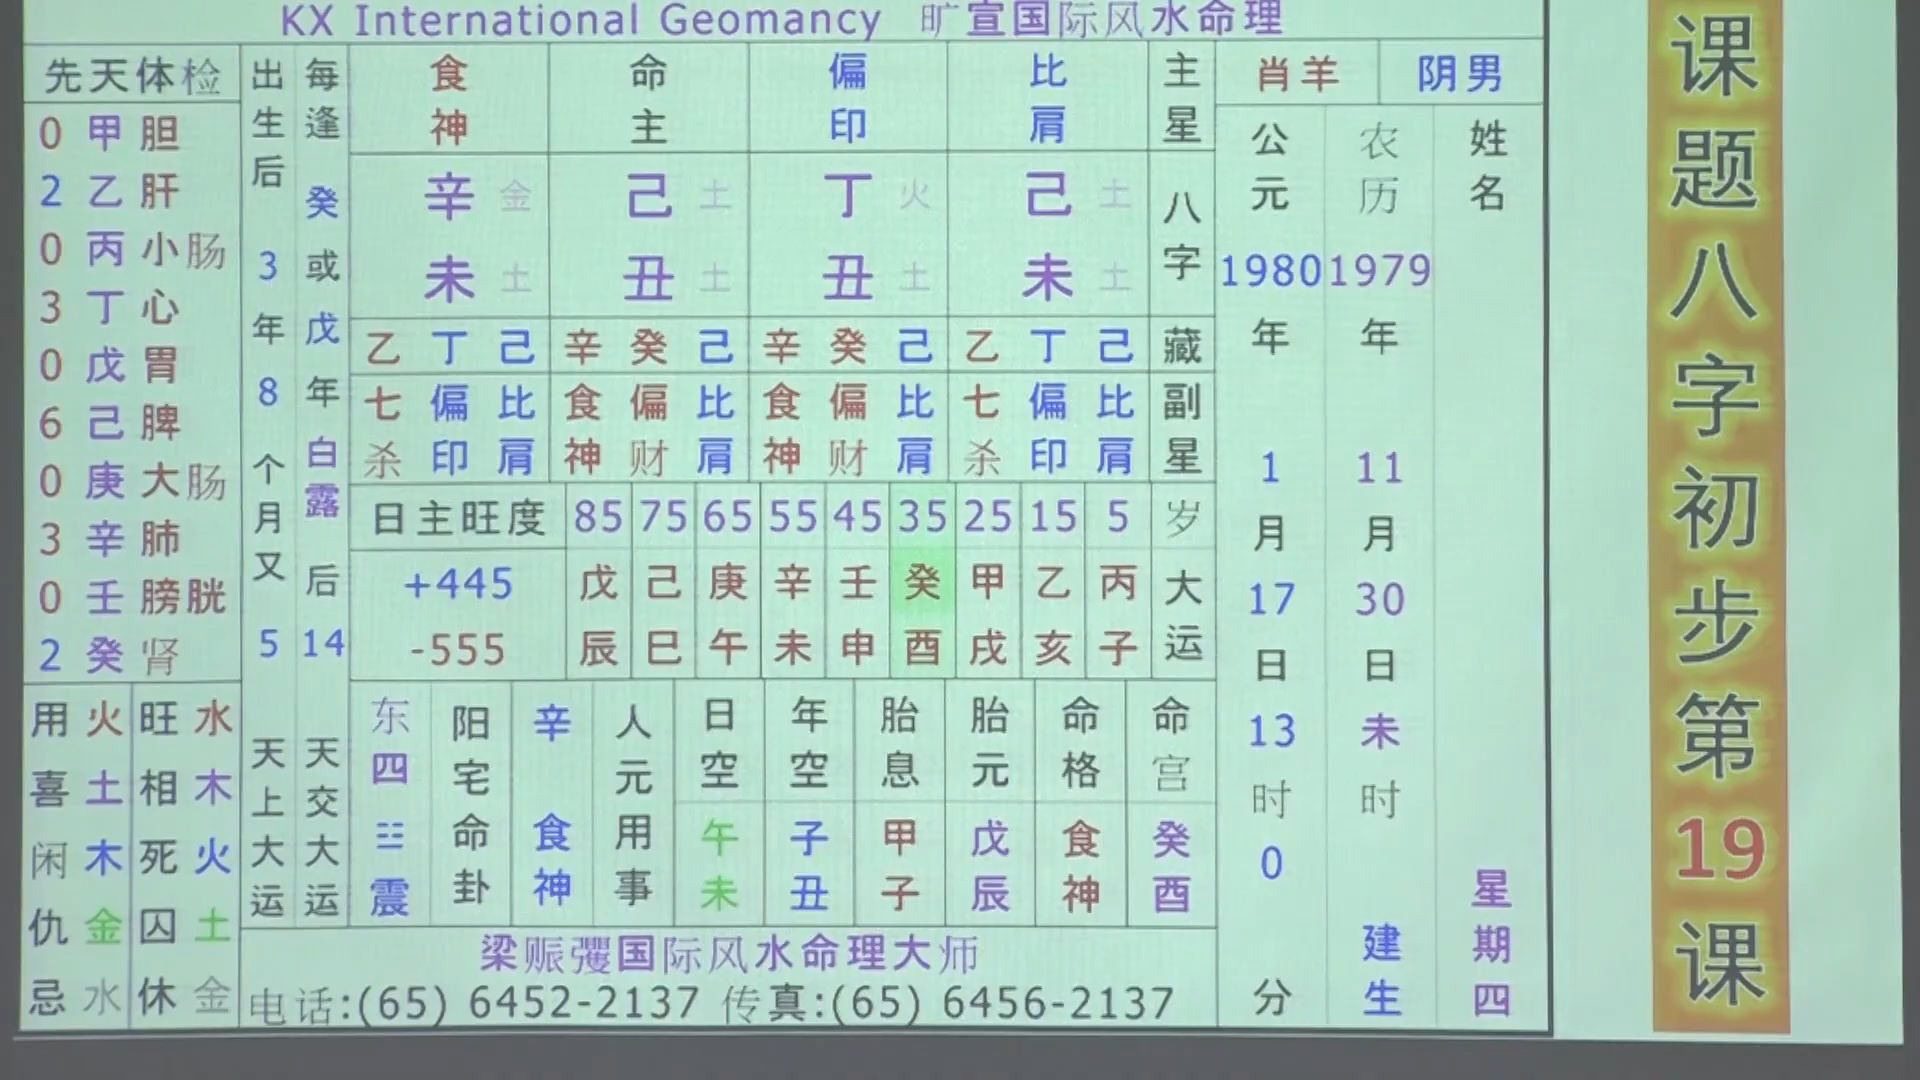 KX International Geomancy 旷宣国际风水命理
先天体检
0 甲 胆
2 乙 肝
0 丙 小肠
3 丁 心
0 戊 胃
6 己 脾
0 庚 大肠
3 辛 肺
0 壬 膀胱
2 癸 肾
用 火 旺 水
喜 土 相 木
闲 木 死 火
仇 金 囚 土
忌 水 休 金
出生后 3 年 8 个月又 5 天上大运
每逢 癸或戊年 白露 后 14 天交大运
食神 命主 偏印 比肩 主星
辛 金 己 土 丁 火 己 土 八字
未 土 丑 土 丑 土 未 土
乙 丁 己 辛 癸 己 辛 癸 己 乙 丁 己 藏
七杀 偏印 比肩 食神 偏财 比肩 食神 偏财 比肩 七杀 偏印 比肩 副星
日主旺度 85 75 65 55 45 35 25 15 5 岁
+445 戊 己 庚 辛 壬 癸 甲 乙 丙 大运
-555 辰 巳 午 未 申 酉 戌 亥 子
东四 ☳ 震
阳宅命卦
辛 食神
人元用事
日空 年空 胎息 胎元 命格 命宫
午未 子丑 甲子 戊辰 食神 癸酉
国际风水命理大师
电话:(65) 6452-2137 传真:(65) 6456-2137
肖羊 阴男
公元 1980 年 1 月 17 日 13 时 0 分
农历 1979 年 11 月 30 日 未 时 建生
姓名
星期四
课题八字初步第19课